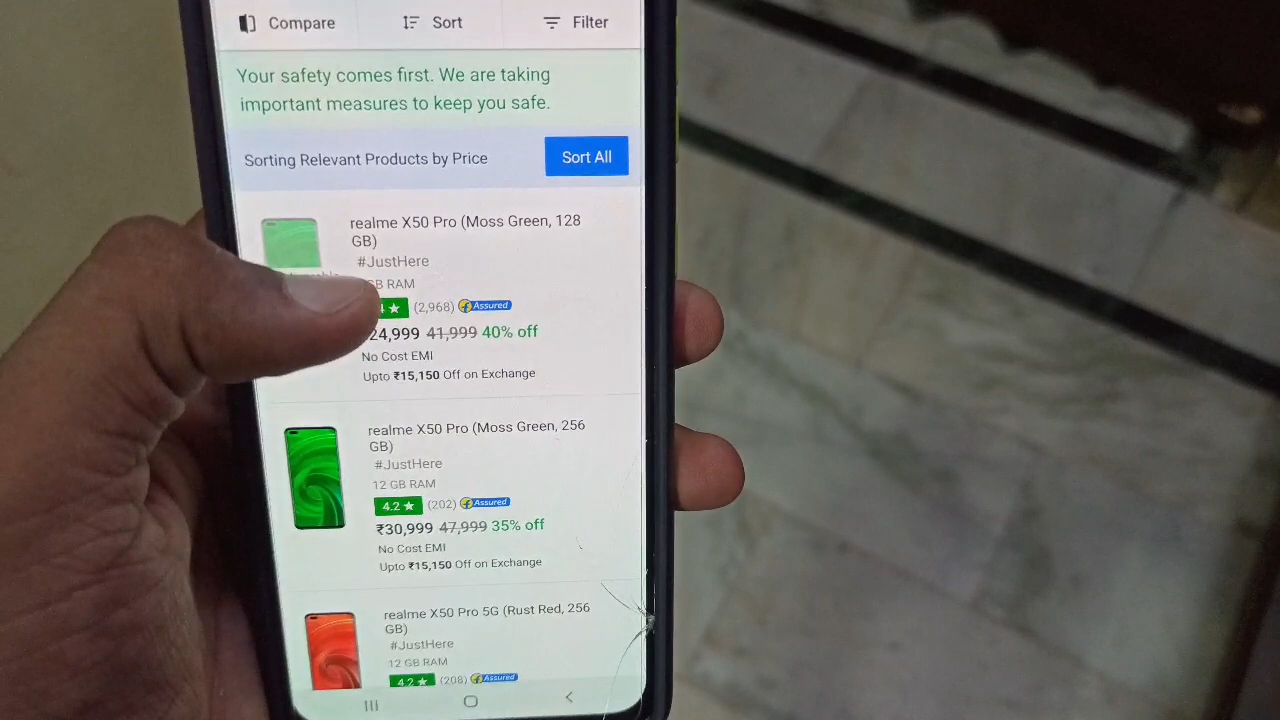 Compare Sort Filter
Your safety comes first. We are taking
important measures to keep you safe.
Sorting Relevant Products by Price Sort All
realme X50 Pro (Moss Green, 128
GB)
#JustHere
GB RAM
(2,968) Assured
24,999 41,999 40% off
No Cost EMI
Upto ₹15,150 Off on Exchange
realme X50 Pro (Moss Green, 256
GB)
#JustHere
12 GB RAM
4.2 ★ (202) Assured
₹30,999 47,999 35% off
No Cost EMI
Upto ₹15,150 Off on Exchange
realme X50 Pro 5G (Rust Red, 256
GB)
#JustHere
12 GB RAM
4.2 ★ (208) Assured